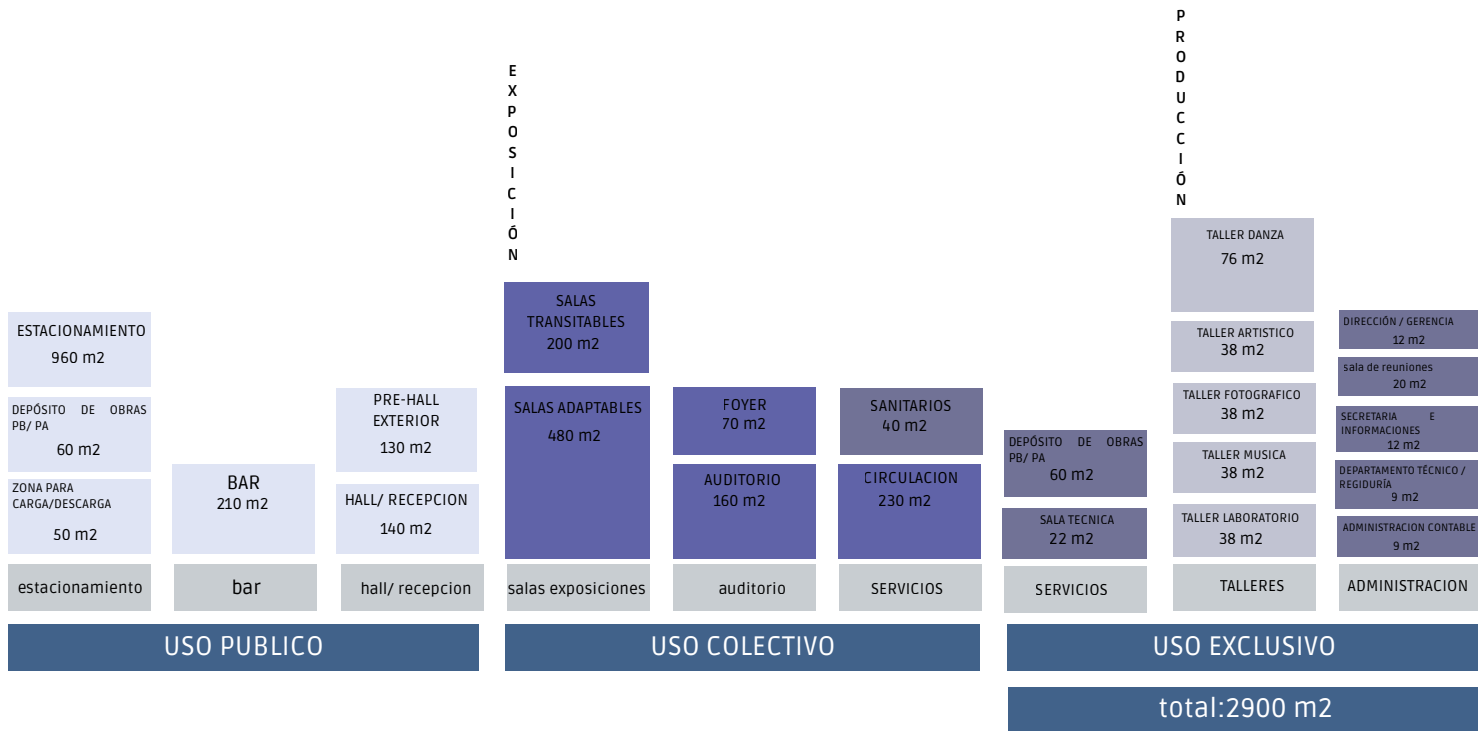 EXPOSICIÓN
PRODUCCIÓN
ESTACIONAMIENTO
960 m2
DEPÓSITO DE OBRAS
PB/ PA
60 m2
ZONA PARA
CARGA/DESCARGA
50 m2
estacionamiento
BAR
210 m2
bar
PRE-HALL
EXTERIOR
130 m2
HALL/ RECEPCION
140 m2
hall/ recepcion
USO PUBLICO
SALAS
TRANSITABLES
200 m2
SALAS ADAPTABLES
480 m2
salas exposiciones
FOYER
70 m2
AUDITORIO
160 m2
auditorio
SANITARIOS
40 m2
CIRCULACION
230 m2
SERVICIOS
USO COLECTIVO
DEPÓSITO DE OBRAS
PB/ PA
60 m2
SALA TECNICA
22 m2
SERVICIOS
TALLER DANZA
76 m2
TALLER ARTISTICO
38 m2
TALLER FOTOGRAFICO
38 m2
TALLER MUSICA
38 m2
TALLER LABORATORIO
38 m2
TALLERES
DIRECCIÓN / GERENCIA
12 m2
sala de reuniones
20 m2
SECRETARIA E
INFORMACIONES
12 m2
DEPARTAMENTO TÉCNICO /
REGIDURÍA
9 m2
ADMINISTRACION CONTABLE
9 m2
ADMINISTRACION
USO EXCLUSIVO
total:2900 m2